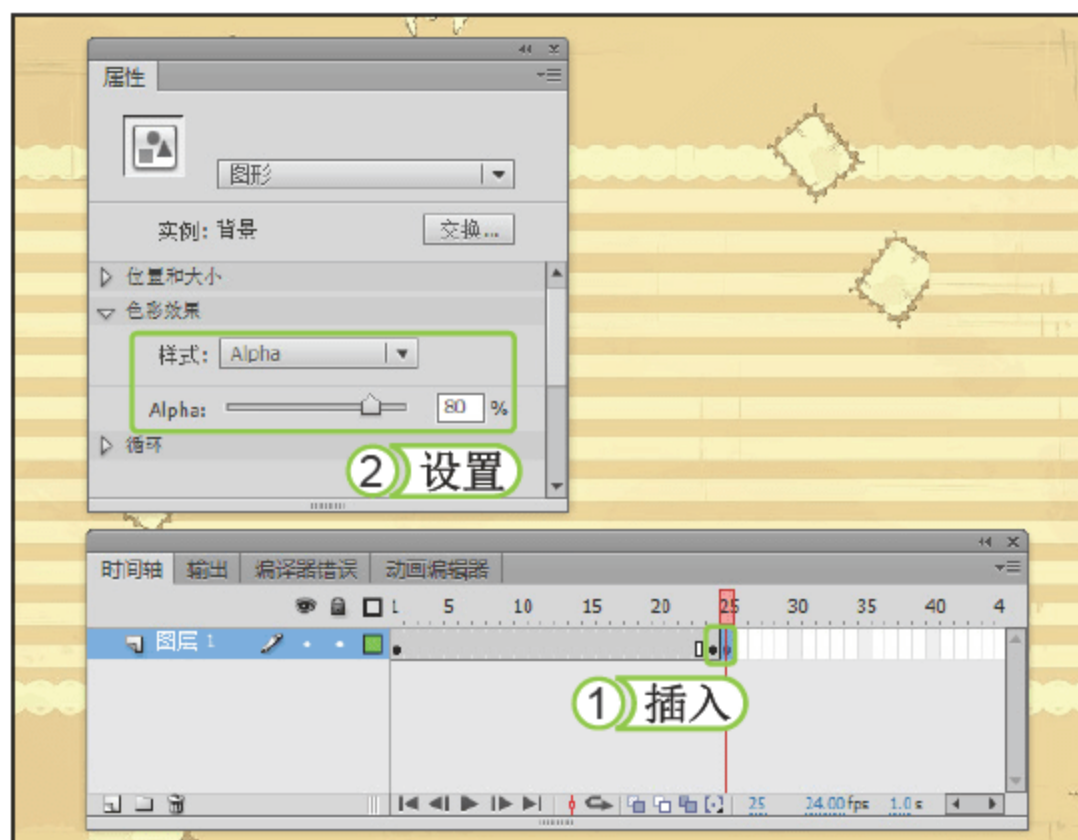 属性
图形
实例: 背景
交换...
位置和大小
色彩效果
样式: Alpha
Alpha: 80 %
循环
② 设置
时间轴 输出 编译器错误 动画编辑器
1 5 10 15 20 25 30 35 40 4
图层 1
① 插入
25 24.00 fps 1.0 s